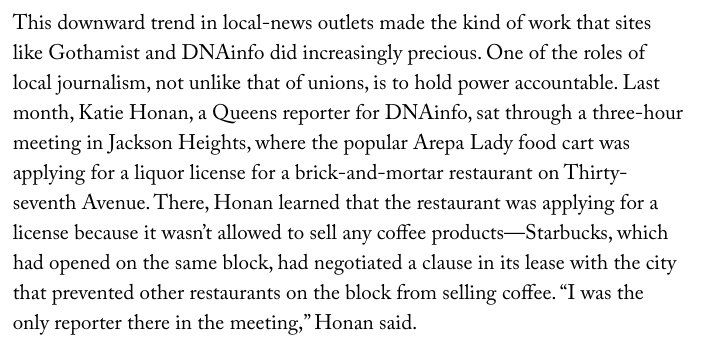 This downward trend in local-news outlets made the kind of work that sites
like Gothamist and DNAinfo did increasingly precious. One of the roles of
local journalism, not unlike that of unions, is to hold power accountable. Last
month, Katie Honan, a Queens reporter for DNAinfo, sat through a three-hour
meeting in Jackson Heights, where the popular Arepa Lady food cart was
applying for a liquor license for a brick-and-mortar restaurant on Thirty-
seventh Avenue. There, Honan learned that the restaurant was applying for a
license because it wasn’t allowed to sell any coffee products—Starbucks, which
had opened on the same block, had negotiated a clause in its lease with the city
that prevented other restaurants on the block from selling coffee. “I was the
only reporter there in the meeting,” Honan said.